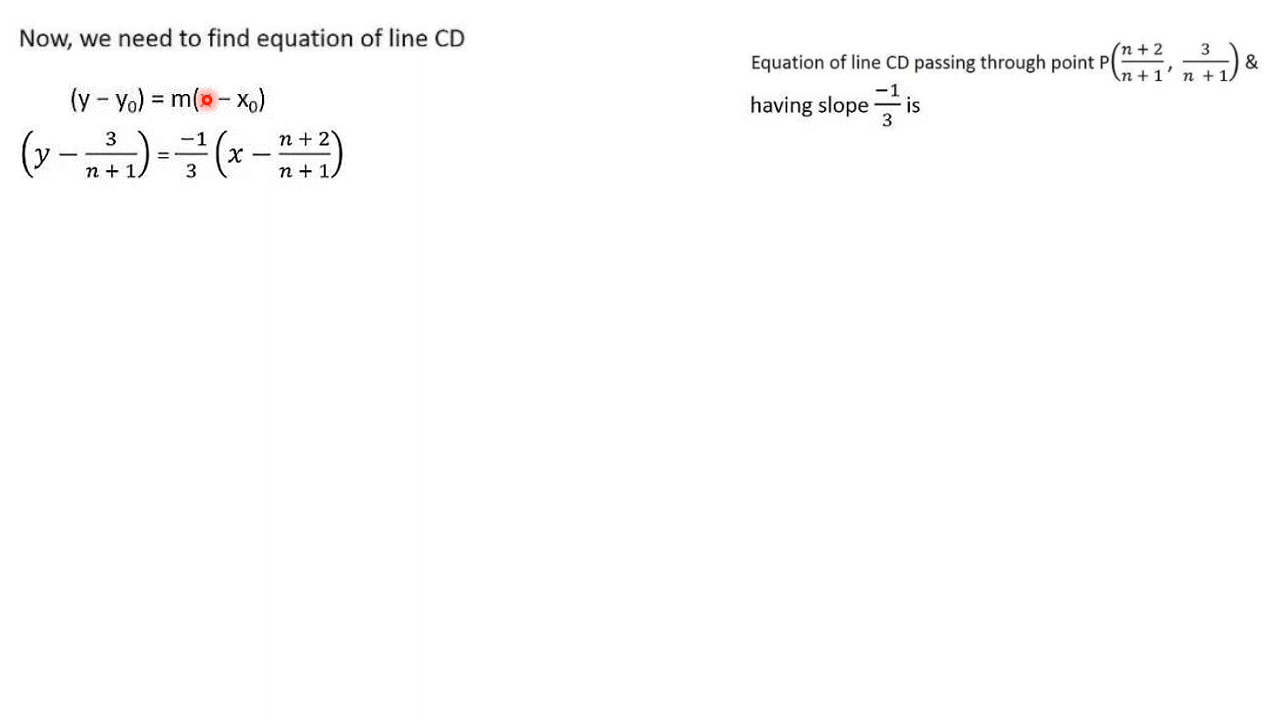 Now, we need to find equation of line CD
(y – y₀) = m( – x₀)
(y – 3/(n + 1)) = –1/3 (x – (n + 2)/(n + 1))
Equation of line CD passing through point P((n + 2)/(n + 1), 3/(n + 1)) &
having slope –1/3 is